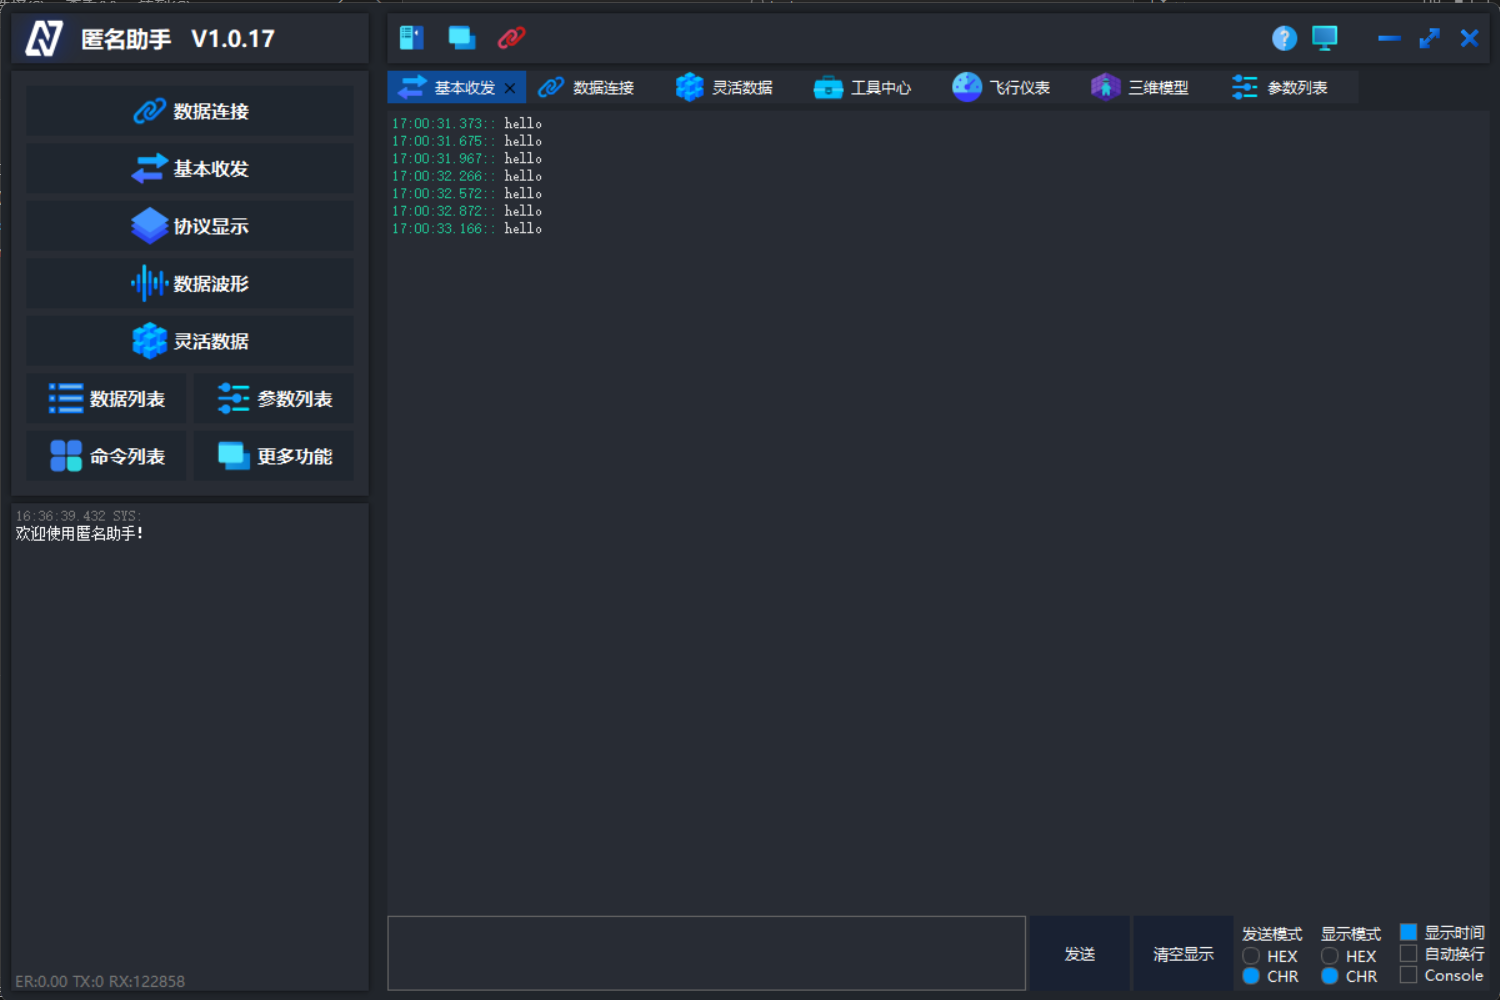 匿名助手 V1.0.17
数据连接
基本收发
协议显示
数据波形
灵活数据
数据列表 参数列表
命令列表 更多功能
16:36:39.432 SYS:
欢迎使用匿名助手!
ER:0.00 TX:0 RX:122858
基本收发 数据连接 灵活数据 工具中心 飞行仪表 三维模型 参数列表
17:00:31.373:: hello
17:00:31.675:: hello
17:00:31.967:: hello
17:00:32.266:: hello
17:00:32.572:: hello
17:00:32.872:: hello
17:00:33.166:: hello
发送 清空显示
发送模式 显示模式 显示时间
HEX HEX 自动换行
CHR CHR Console